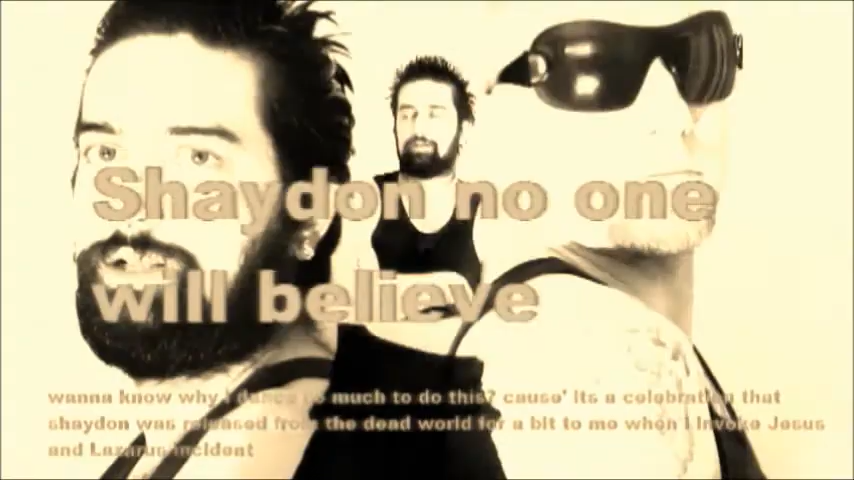 Shaydon no one
will believe
wanna know why i dance so much to do this? cause' its a celebration that
shaydon was released from the dead world for a bit to me when i invoke Jesus
and Lazarus incident